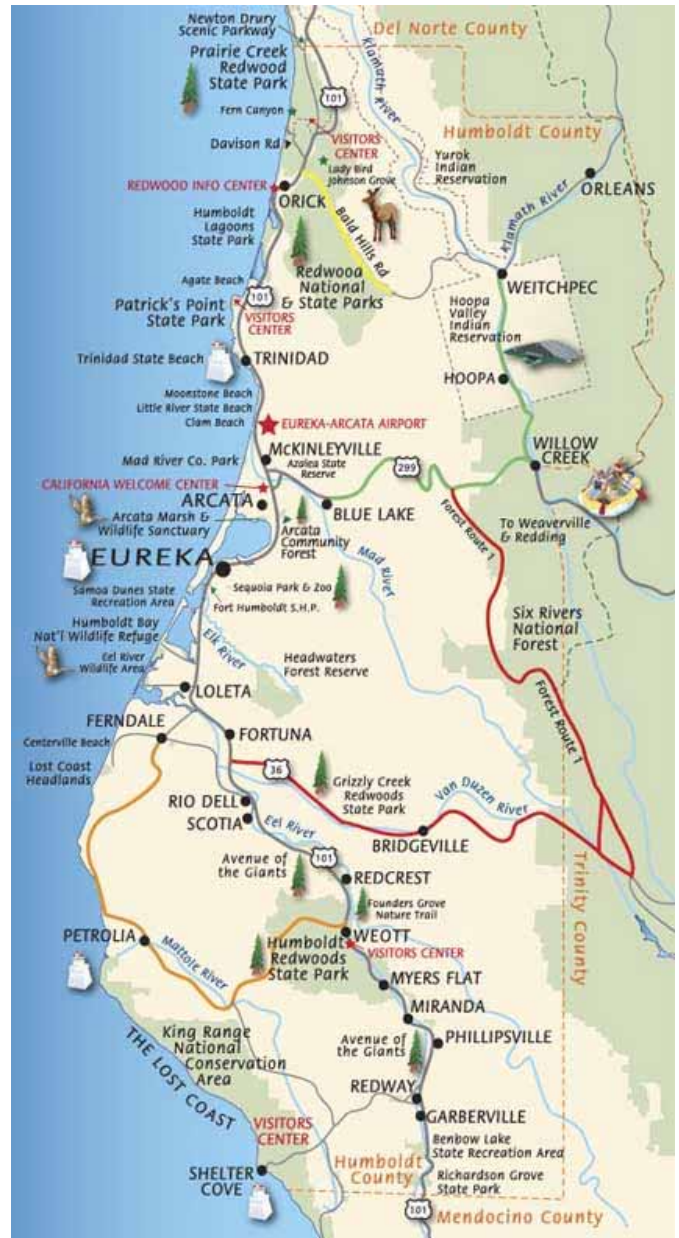 Newton Drury
Scenic Parkway
Del Norte County
Prairie Creek
Redwood
State Park
101
Klamath River
Fern Canyon
VISITORS
CENTER
Humboldt County
Davison Rd
Lady Bird
Johnson Grove
Yurok
Indian
Reservation
REDWOOD INFO CENTER
ORICK
ORLEANS
Klamath River
Humboldt
Lagoons
State Park
Bald Hills Rd
Redwood
National
& State Parks
WEITCHPEC
Agate Beach
101
Patrick's Point
State Park
VISITORS
CENTER
Hoopa
Valley
Indian
Reservation
Trinidad State Beach
TRINIDAD
HOOPA
Moonstone Beach
Little River State Beach
Clam Beach
EUREKA-ARCATA AIRPORT
McKINLEYVILLE
Mad River Co. Park
Azalea State
Reserve
WILLOW
CREEK
299
CALIFORNIA WELCOME CENTER
ARCATA
BLUE LAKE
Arcata Marsh &
Wildlife Sanctuary
Arcata
Community
Forest
Forest Route 1
To Weaverville
& Redding
Mad River
EUREKA
Sequoia Park & Zoo
Samoa Dunes State
Recreation Area
Fort Humboldt S.H.P.
Humboldt Bay
Nat'l Wildlife Refuge
Six Rivers
National
Forest
Elk River
Eel River
Wildlife Area
Headwaters
Forest Reserve
LOLETA
Forest Route 1
FERNDALE
FORTUNA
Centerville Beach
36
Lost Coast
Headlands
Grizzly Creek
Redwoods
State Park
Van Duzen River
RIO DELL
SCOTIA
Eel River
BRIDGEVILLE
101
Avenue of
the Giants
REDCREST
Trinity County
Founders Grove
Nature Trail
PETROLIA
WEOTT
VISITORS CENTER
Humboldt
Redwoods
State Park
Mattole River
MYERS FLAT
MIRANDA
King Range
National
Conservation
Area
Avenue of
the Giants
PHILLIPSVILLE
THE LOST COAST
REDWAY
GARBERVILLE
VISITORS
CENTER
Benbow Lake
State Recreation Area
Humboldt
County
SHELTER
COVE
Richardson Grove
State Park
101
Mendocino County